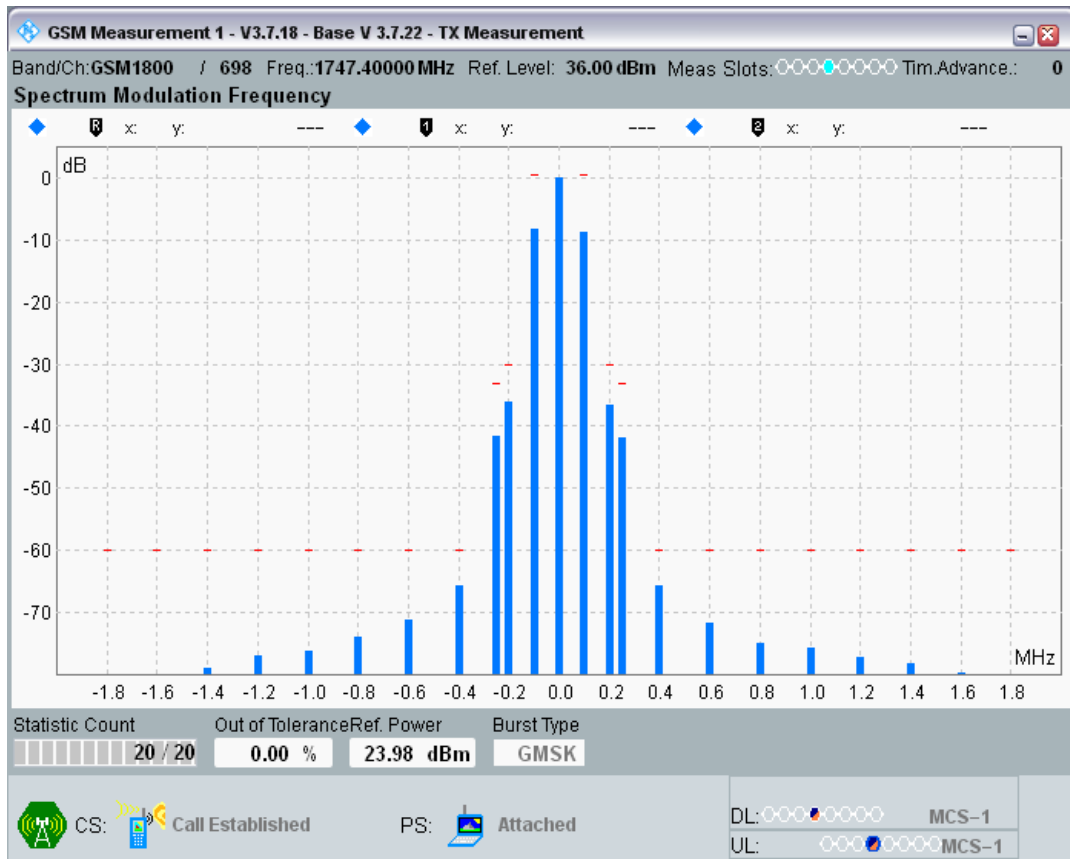 GSM Measurement 1 - V3.7.18 - Base V 3.7.22 - TX Measurement
Band/Ch:GSM1800 / 698 Freq.:1747.40000 MHz Ref. Level: 36.00 dBm Meas Slots: Tim.Advance.: 0
Spectrum Modulation Frequency
R x: y: --- 1 x: y: --- 2 x: y: ---
dB
0
-10
-20
-30
-40
-50
-60
-70
MHz
-1.8 -1.6 -1.4 -1.2 -1.0 -0.8 -0.6 -0.4 -0.2 0.0 0.2 0.4 0.6 0.8 1.0 1.2 1.4 1.6 1.8
Statistic Count Out of Tolerance Ref. Power Burst Type
20 / 20 0.00 % 23.98 dBm GMSK
CS: Call Established PS: Attached
DL: MCS-1
UL: MCS-1